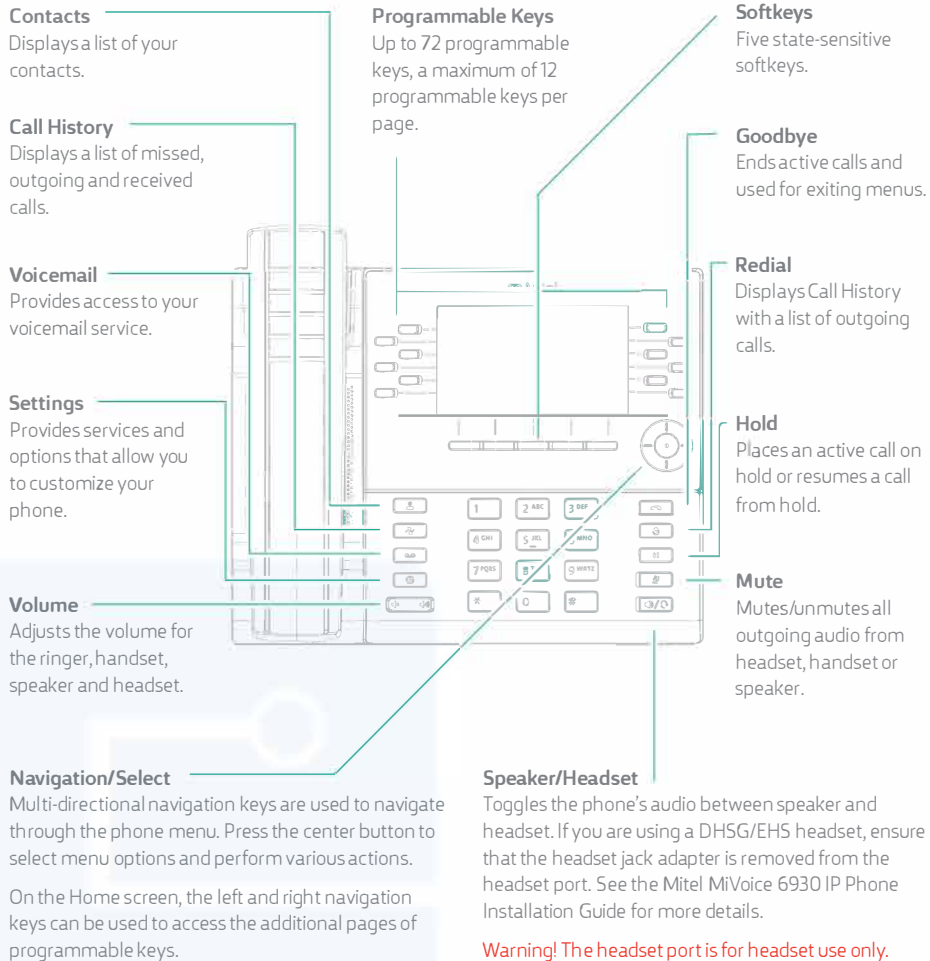 Contacts
Displays a list of your
contacts.
Call History
Displays a list of missed,
outgoing and received
calls.
Voicemail
Provides access to your
voicemail service.
Settings
Provides services and
options that allow you
to customize your
phone.
Volume
Adjusts the volume for
the ringer, handset,
speaker and headset.
Programmable Keys
Up to 72 programmable
keys, a maximum of 12
programmable keys per
page.
Softkeys
Five state-sensitive
softkeys.
Goodbye
Ends active calls and
used for exiting menus.
Redial
Displays Call History
with a list of outgoing
calls.
Hold
Places an active call on
hold or resumes a call
from hold.
Mute
Mutes/unmutes all
outgoing audio from
headset, handset or
speaker.
1 2 ABC 3 DEF
4 GHI 5 JKL MNO
7 PQRS 9 WXYZ
* 0 #
Navigation/Select
Multi-directional navigation keys are used to navigate
through the phone menu. Press the center button to
select menu options and perform various actions.
On the Home screen, the left and right navigation
keys can be used to access the additional pages of
programmable keys.
Speaker/Headset
Toggles the phone's audio between speaker and
headset. If you are using a DHSG/EHS headset, ensure
that the headset jack adapter is removed from the
headset port. See the Mitel MiVoice 6930 IP Phone
Installation Guide for more details.
Warning! The headset port is for headset use only.